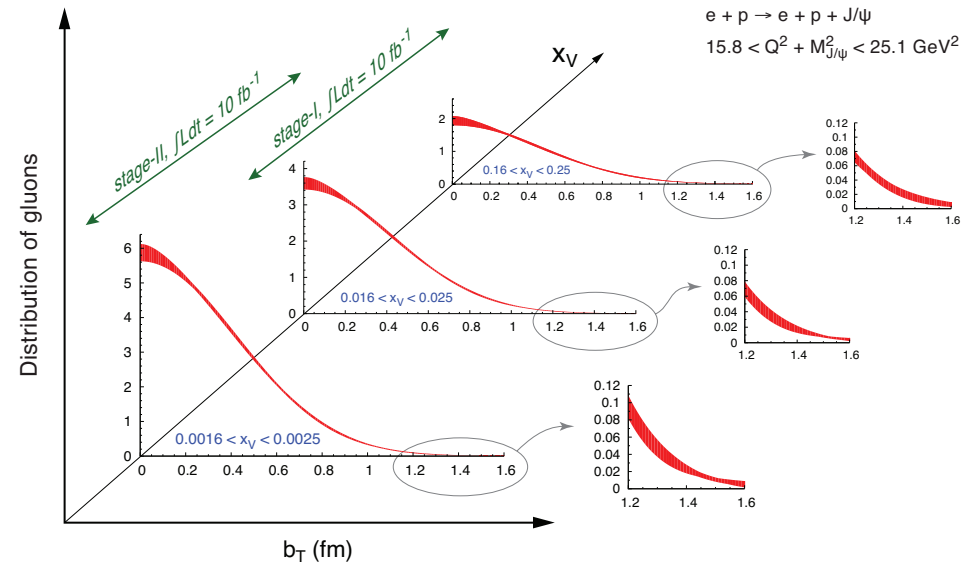 e + p → e + p + J/ψ
15.8 < Q² + M²_J/ψ < 25.1 GeV²
x_V
stage-II, ∫Ldt = 10 fb⁻¹
stage-I, ∫Ldt = 10 fb⁻¹
Distribution of gluons
2
1
0
0.16 < x_V < 0.25
0 0.2 0.4 0.6 0.8 1 1.2 1.4 1.6
0.12
0.1
0.08
0.06
0.04
0.02
0
1.2 1.4 1.6
4
3
2
1
0
0.016 < x_V < 0.025
0 0.2 0.4 0.6 0.8 1 1.2 1.4 1.6
0.12
0.1
0.08
0.06
0.04
0.02
0
1.2 1.4 1.6
6
5
4
3
2
1
0
0.0016 < x_V < 0.0025
0 0.2 0.4 0.6 0.8 1 1.2 1.4 1.6
0.12
0.1
0.08
0.06
0.04
0.02
0
1.2 1.4 1.6
b_T (fm)